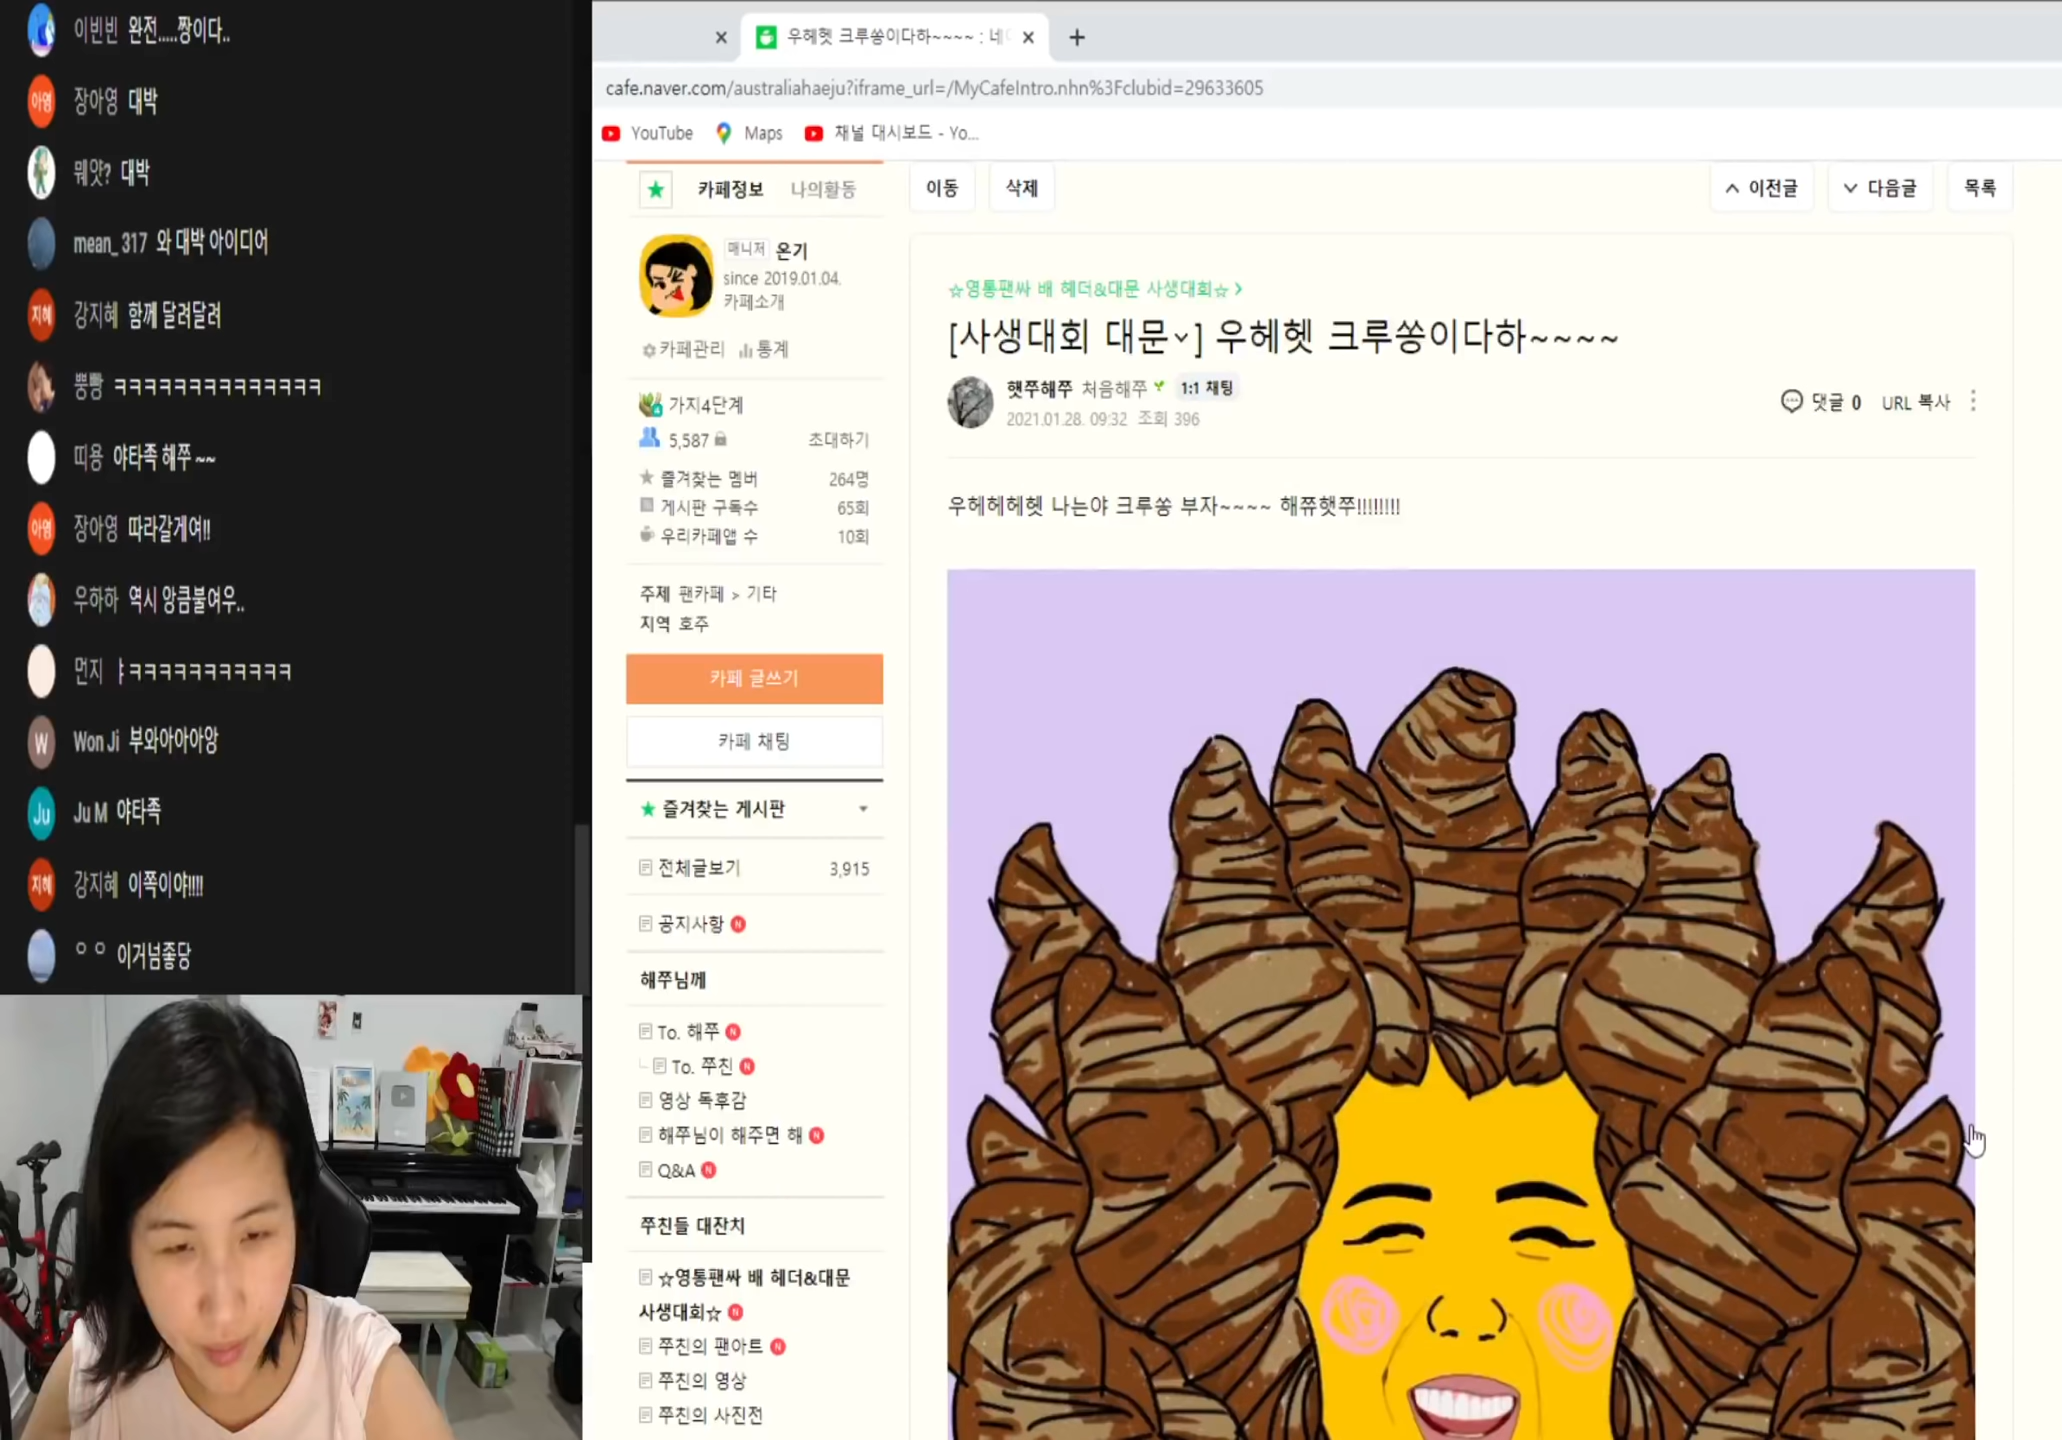 이빈빈 완전.....짱이다..
아영 장아영 대박
뭬얏? 대박
mean_317 와 대박 아이디어
지혜 강지혜 함께 달려달려
뿡빵 ㅋㅋㅋㅋㅋㅋㅋㅋㅋㅋㅋㅋㅋㅋ
띠용 야타족 해쭈 ~~
아영 장아영 따라갈게여!!
우하하 역시 앙큼불여우..
먼지 ㅑㅋㅋㅋㅋㅋㅋㅋㅋㅋㅋㅋ
W Won Ji 부와아아아앙
Ju Ju M 야타족
지혜 강지혜 이쪽이야!!!!
ㅇ ㅇ 이거넘좋당
우헤헷 크루쏭이다하~~~~ : 네
cafe.naver.com/australiahaeju?iframe_url=/MyCafeIntro.nhn%3Fclubid=29633605
YouTube Maps 채널 대시보드 - Yo...
카페정보 나의활동
매니저 온기
since 2019.01.04.
카페소개
카페관리 통계
가지4단계
5,587 초대하기
즐겨찾는 멤버 264명
게시판 구독수 65회
우리카페앱 수 10회
주제 팬카페 > 기타
지역 호주
카페 글쓰기
카페 채팅
즐겨찾는 게시판
전체글보기 3,915
공지사항 N
해쭈님께
To. 해쭈 N
To. 쭈친 N
영상 독후감
해쭈님이 해주면 해 N
Q&A N
쭈친들 대잔치
☆영통팬싸 배 헤더&대문
사생대회☆ N
쭈친의 팬아트 N
쭈친의 영상
쭈친의 사진전
이동 삭제 이전글 다음글 목록
☆영통팬싸 배 헤더&대문 사생대회☆ >
[사생대회 대문] 우헤헷 크루쏭이다하~~~~
햇쭈해쭈 처음해쭈 1:1 채팅
2021.01.28. 09:32 조회 396
댓글 0 URL 복사
우헤헤헤헷 나는야 크루쏭 부자~~~~ 해쮸햇쭈!!!!!!!!